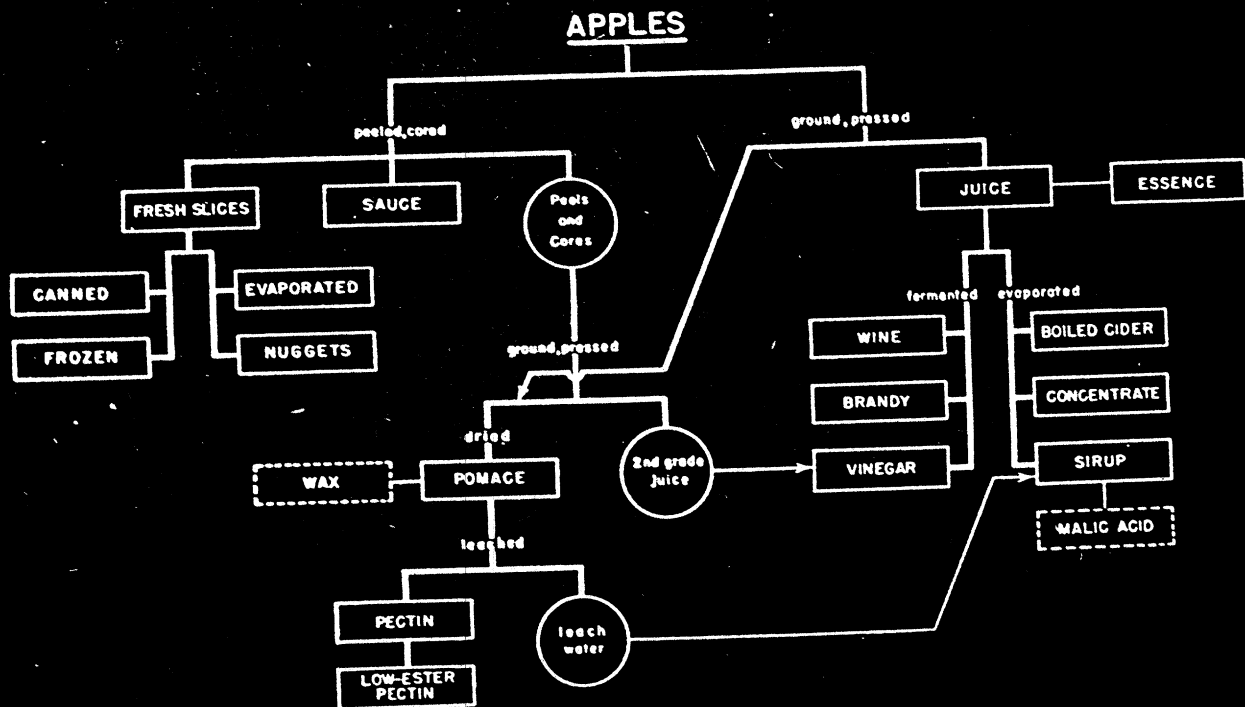 APPLES
peeled,cored
ground,pressed
FRESH SLICES
SAUCE
Peels
and
Cores
JUICE
ESSENCE
CANNED
EVAPORATED
FROZEN
NUGGETS
fermented
evaporated
WINE
BOILED CIDER
BRANDY
CONCENTRATE
VINEGAR
SIRUP
MALIC ACID
ground,pressed
dried
WAX
POMACE
2nd grade
Juice
leached
PECTIN
leach
water
LOW-ESTER
PECTIN